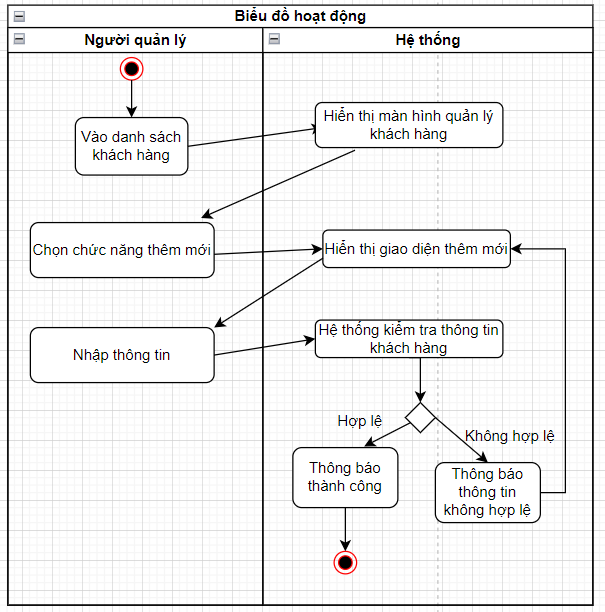 Biểu đồ hoạt động
Người quản lý
Hệ thống
Vào danh sách
khách hàng
Hiển thị màn hình quản lý
khách hàng
Chọn chức năng thêm mới
Hiển thị giao diện thêm mới
Nhập thông tin
Hệ thống kiểm tra thông tin
khách hàng
Hợp lệ
Không hợp lệ
Thông báo
thành công
Thông báo
thông tin
không hợp lệ